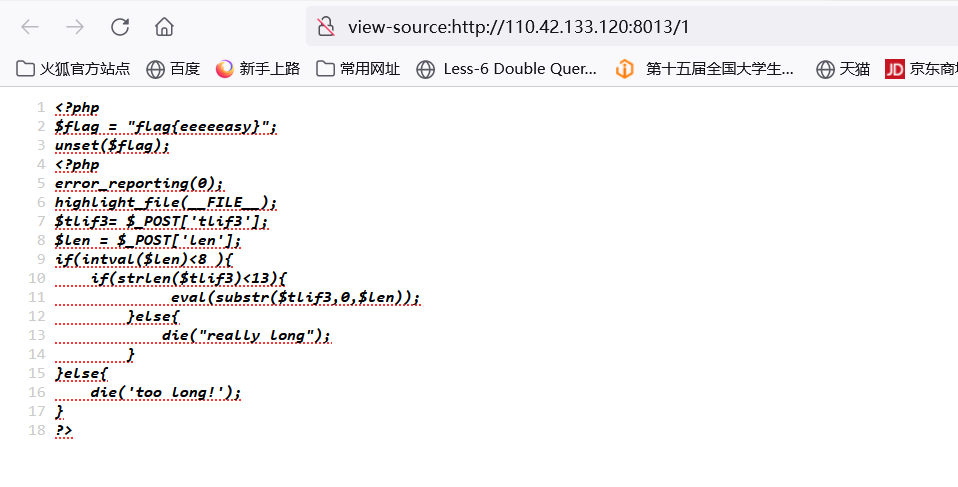 view-source:http://110.42.133.120:8013/1
火狐官方站点 百度 新手上路 常用网址 Less-6 Double Quer... 第十五届全国大学生... 天猫 JD 京东商城
1 <?php
2 $flag = "flag{eeeeeasy}";
3 unset($flag);
4 <?php
5 error_reporting(0);
6 highlight_file(__FILE__);
7 $tlif3= $_POST['tlif3'];
8 $len = $_POST['len'];
9 if(intval($len)<8 ){
10     if(strlen($tlif3)<13){
11             eval(substr($tlif3,0,$len));
12         }else{
13             die("really long");
14         }
15 }else{
16     die('too long!');
17 }
18 ?>